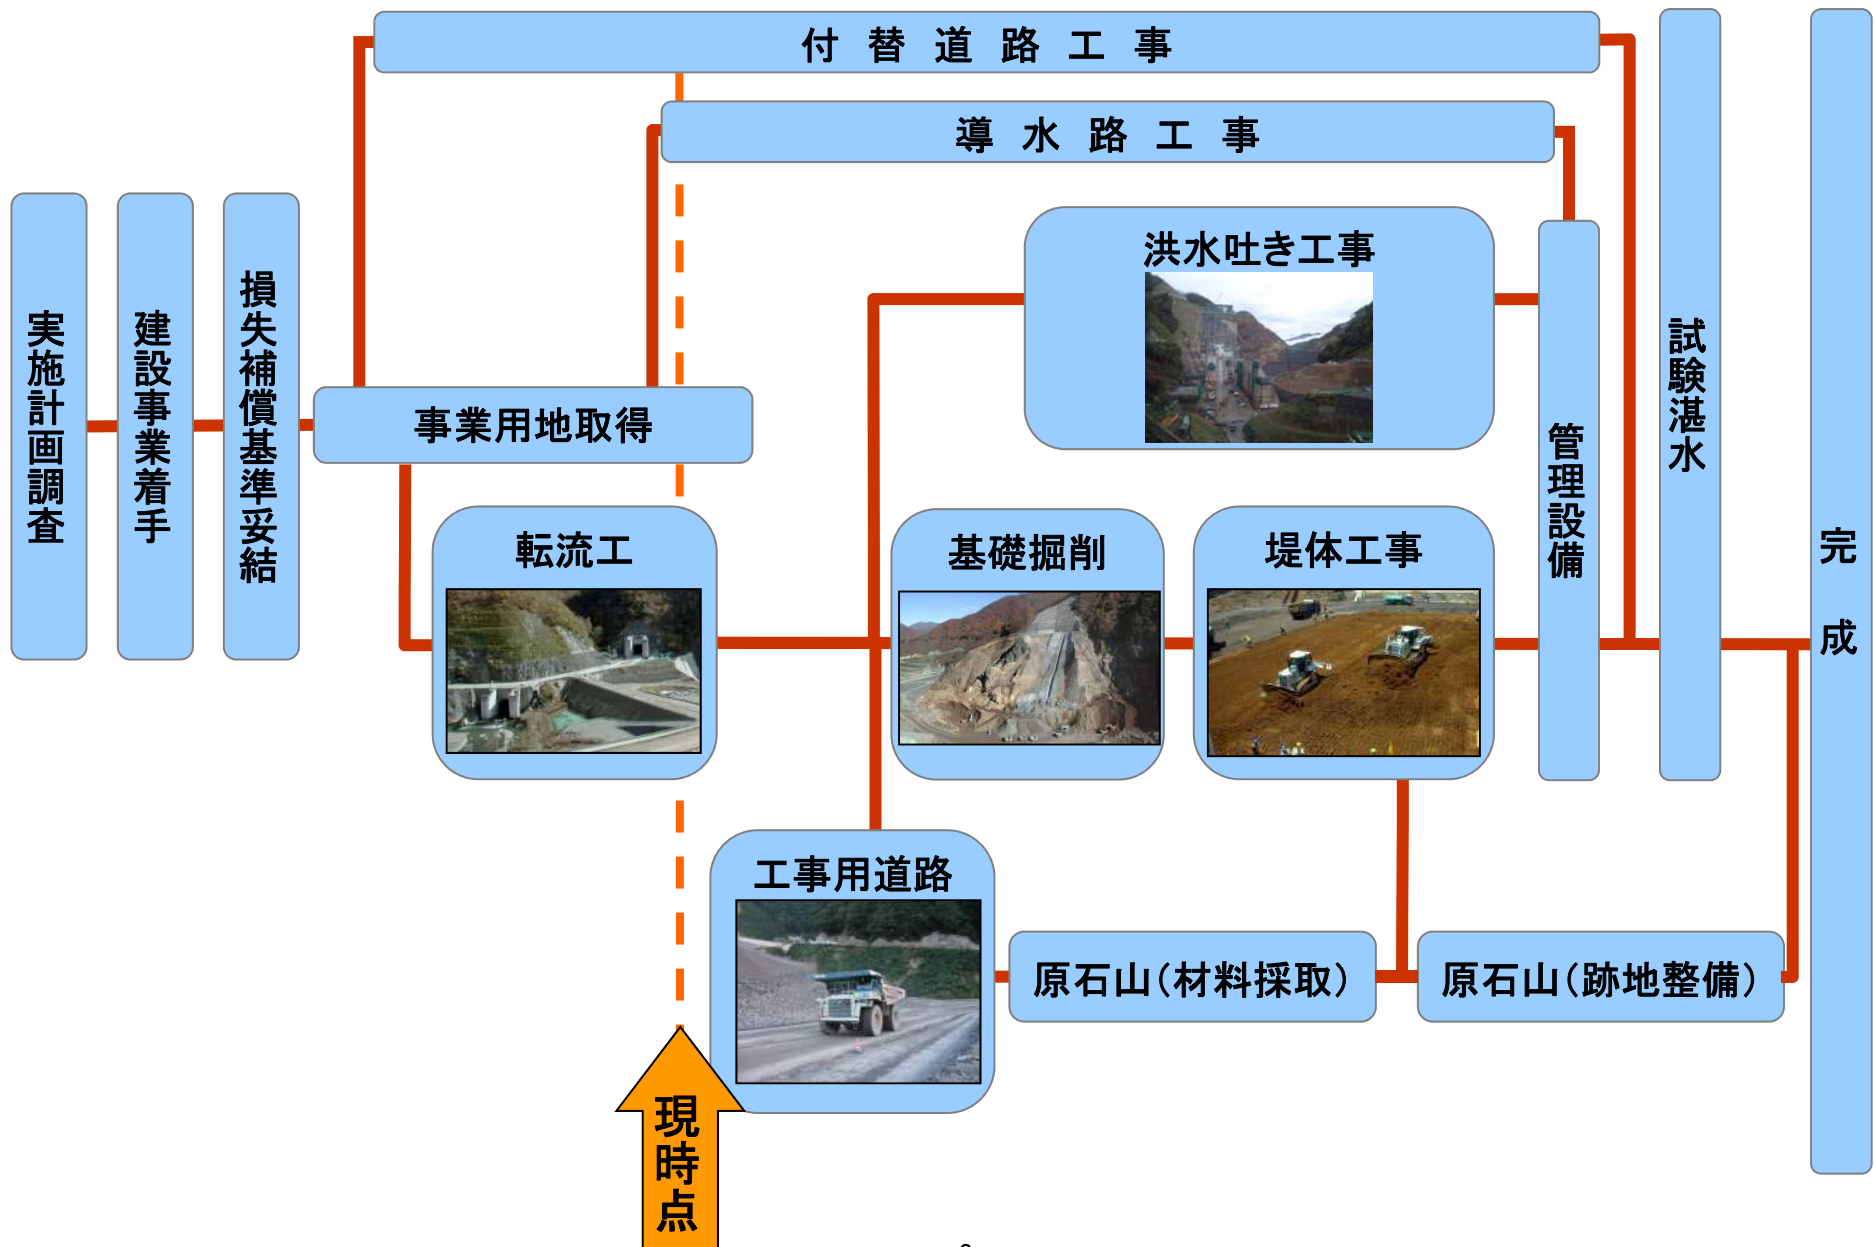 付替道路工事
導水路工事
洪水吐き工事
実施計画調査
建設事業着手
損失補償基準妥結
事業用地取得
転流工
基礎掘削
堤体工事
管理設備
試験湛水
完成
工事用道路
原石山（材料採取）
原石山（跡地整備）
現時点